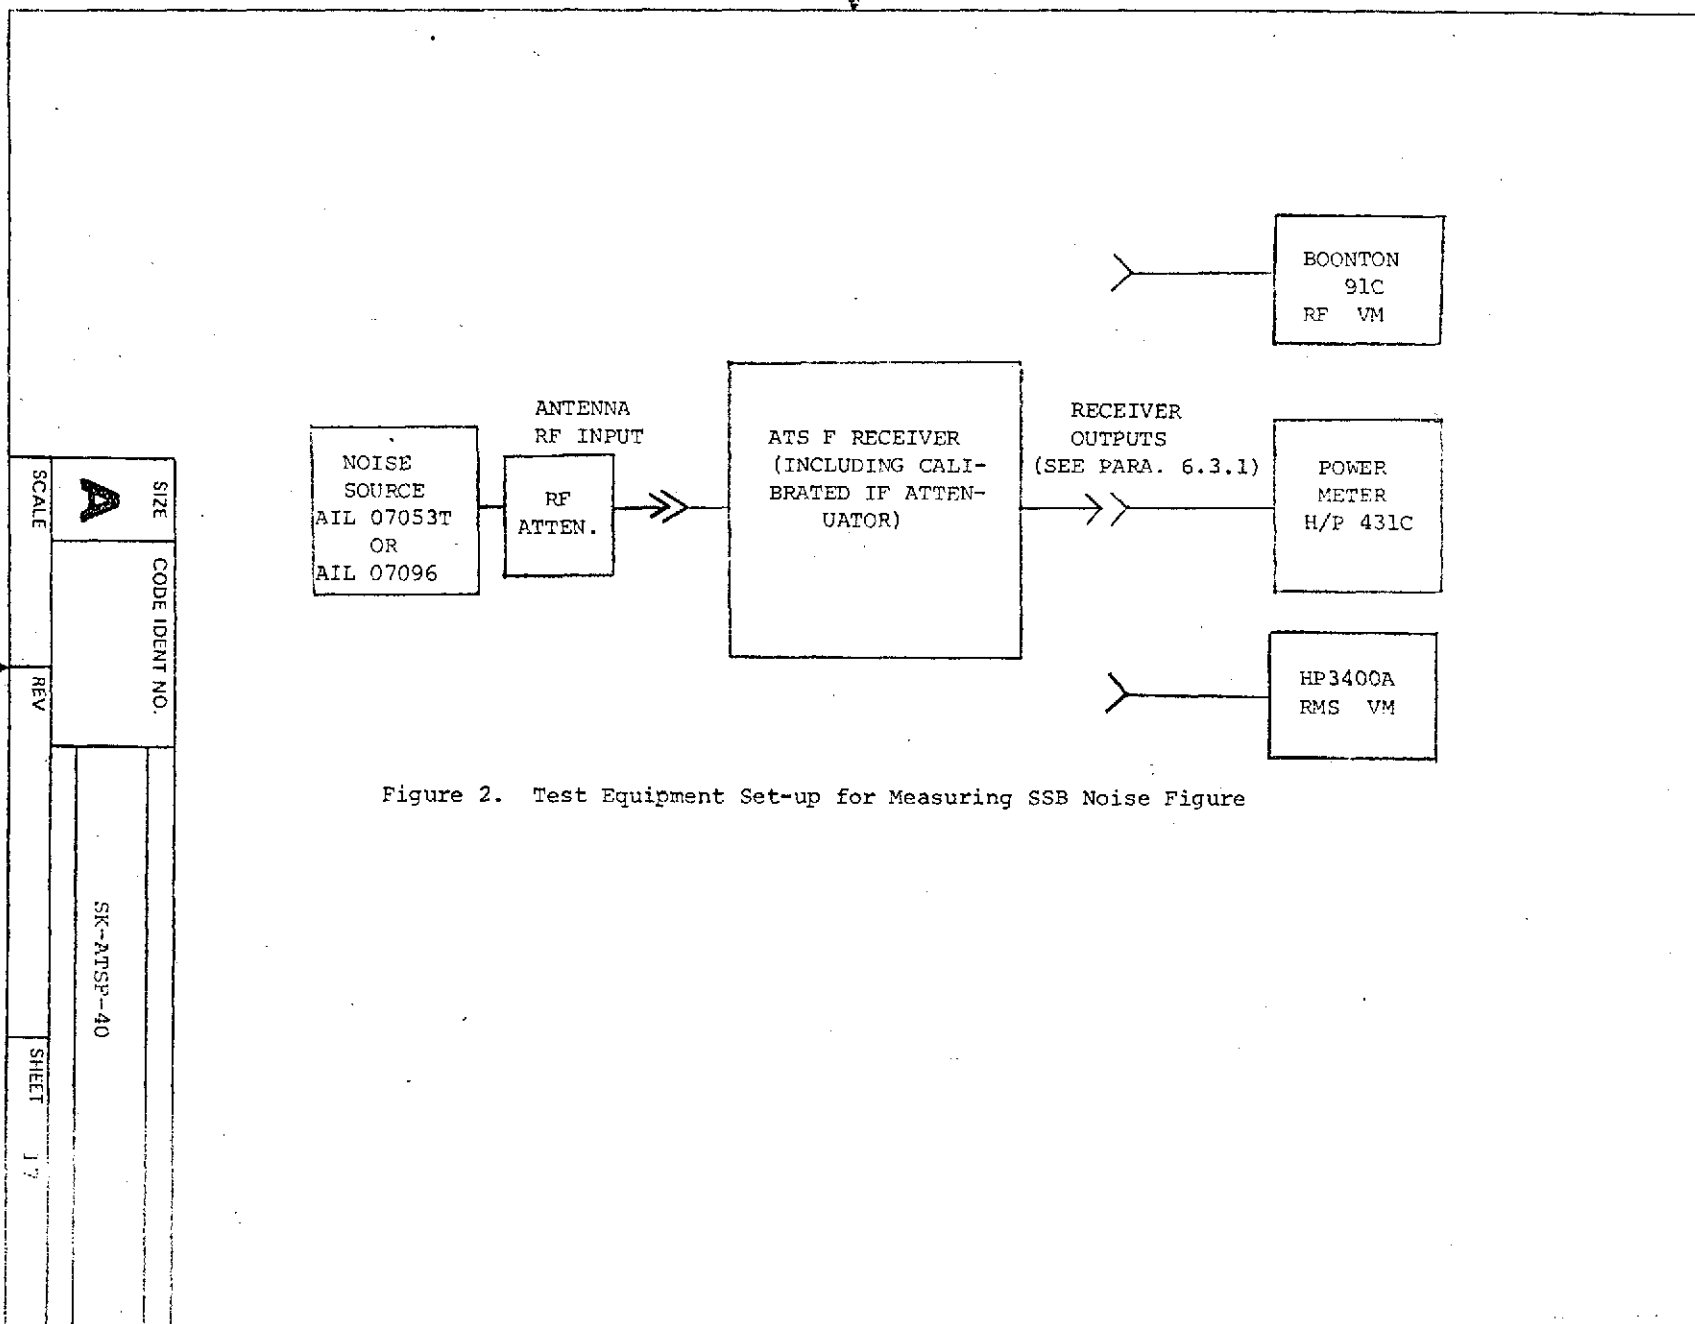 BOONTON
91C
RF VM
ANTENNA
RF INPUT
NOISE
SOURCE
AIL 07053T
OR
AIL 07096
RF
ATTEN.
ATS F RECEIVER
(INCLUDING CALI-
BRATED IF ATTEN-
UATOR)
RECEIVER
OUTPUTS
(SEE PARA. 6.3.1)
POWER
METER
H/P 431C
HP3400A
RMS VM
Figure 2. Test Equipment Set-up for Measuring SSB Noise Figure
SIZE
A
CODE IDENT NO.
SK-ATSF-40
SCALE
REV
SHEET 17